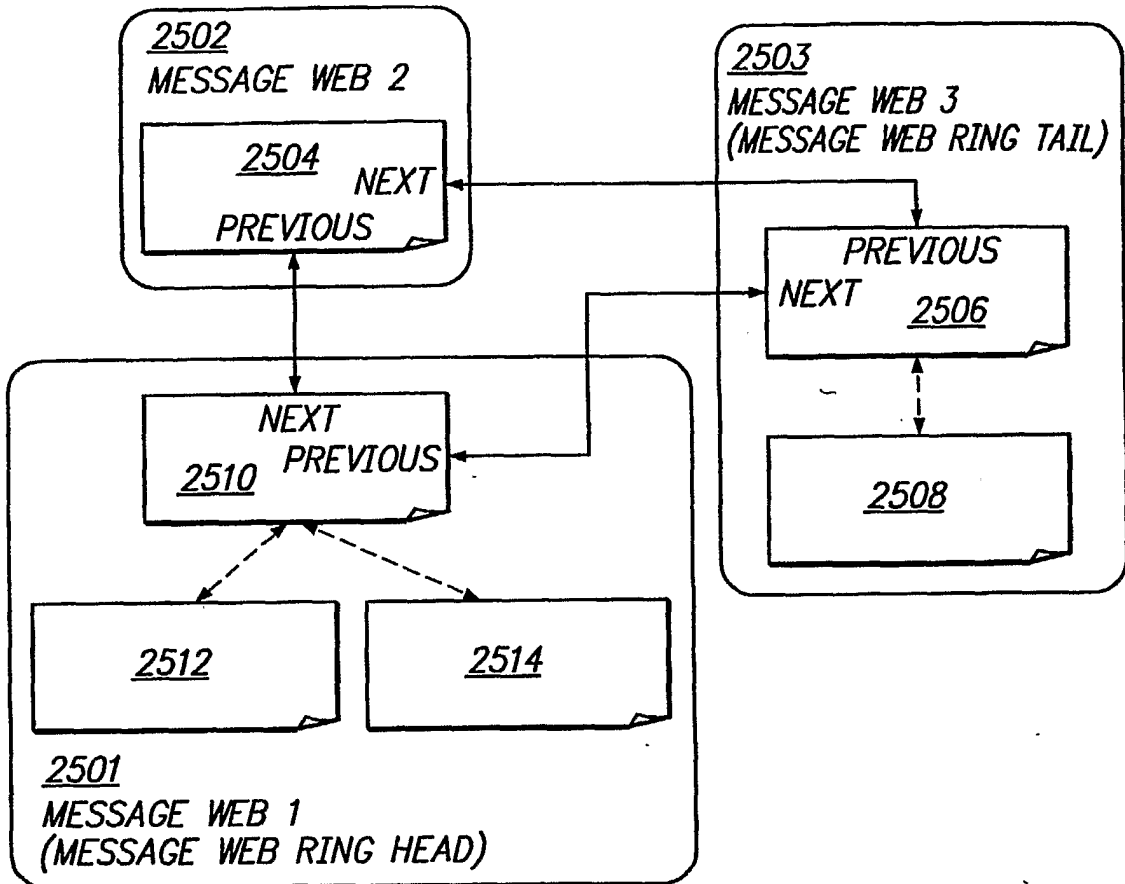 2502
MESSAGE WEB 2
2504
NEXT
PREVIOUS
2503
MESSAGE WEB 3
(MESSAGE WEB RING TAIL)
PREVIOUS
NEXT
2506
2508
NEXT
PREVIOUS
2510
2512
2514
2501
MESSAGE WEB 1
(MESSAGE WEB RING HEAD)